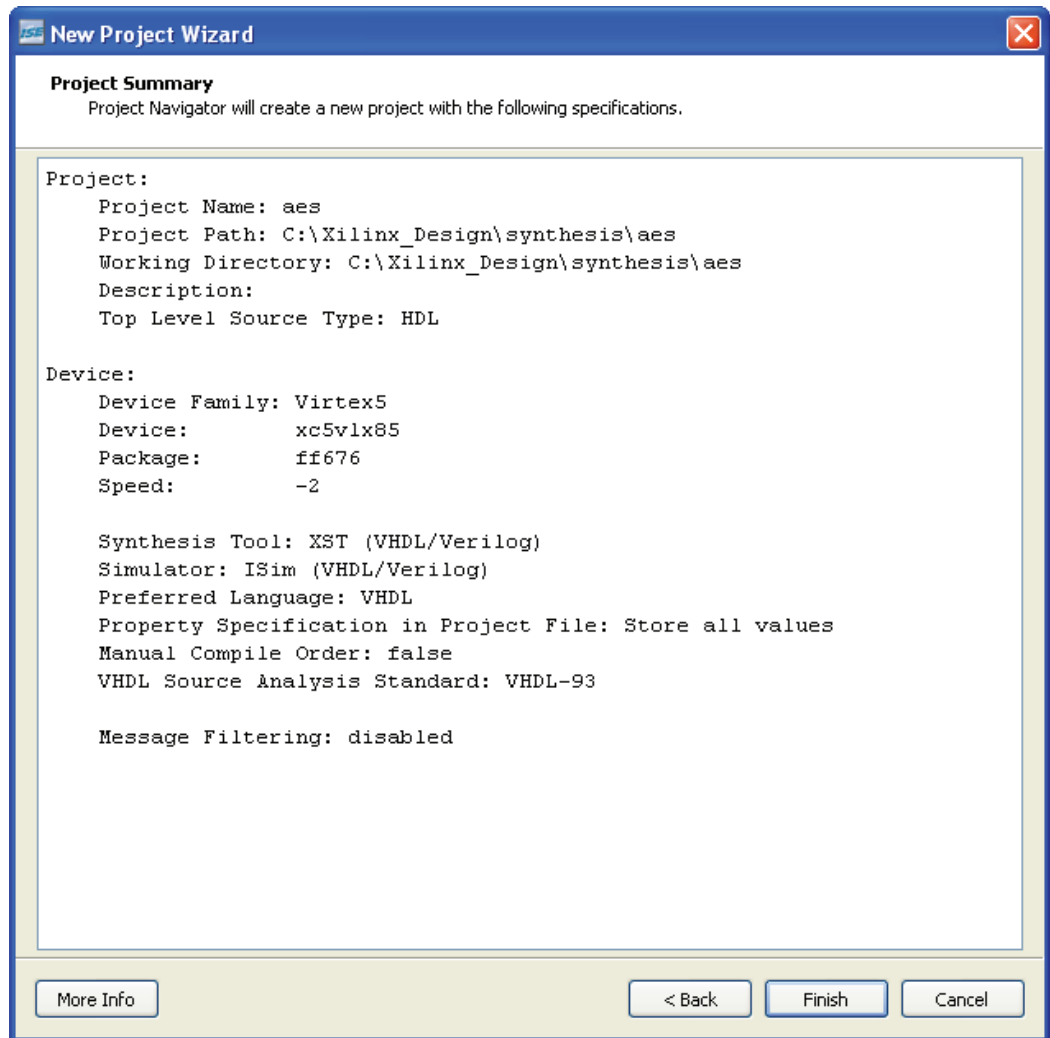 ISE New Project Wizard
Project Summary
Project Navigator will create a new project with the following specifications.
Project:
Project Name: aes
Project Path: C:\Xilinx_Design\synthesis\aes
Working Directory: C:\Xilinx_Design\synthesis\aes
Description:
Top Level Source Type: HDL
Device:
Device Family: Virtex5
Device: xc5vlx85
Package: ff676
Speed: -2
Synthesis Tool: XST (VHDL/Verilog)
Simulator: ISim (VHDL/Verilog)
Preferred Language: VHDL
Property Specification in Project File: Store all values
Manual Compile Order: false
VHDL Source Analysis Standard: VHDL-93
Message Filtering: disabled
More Info < Back Finish Cancel